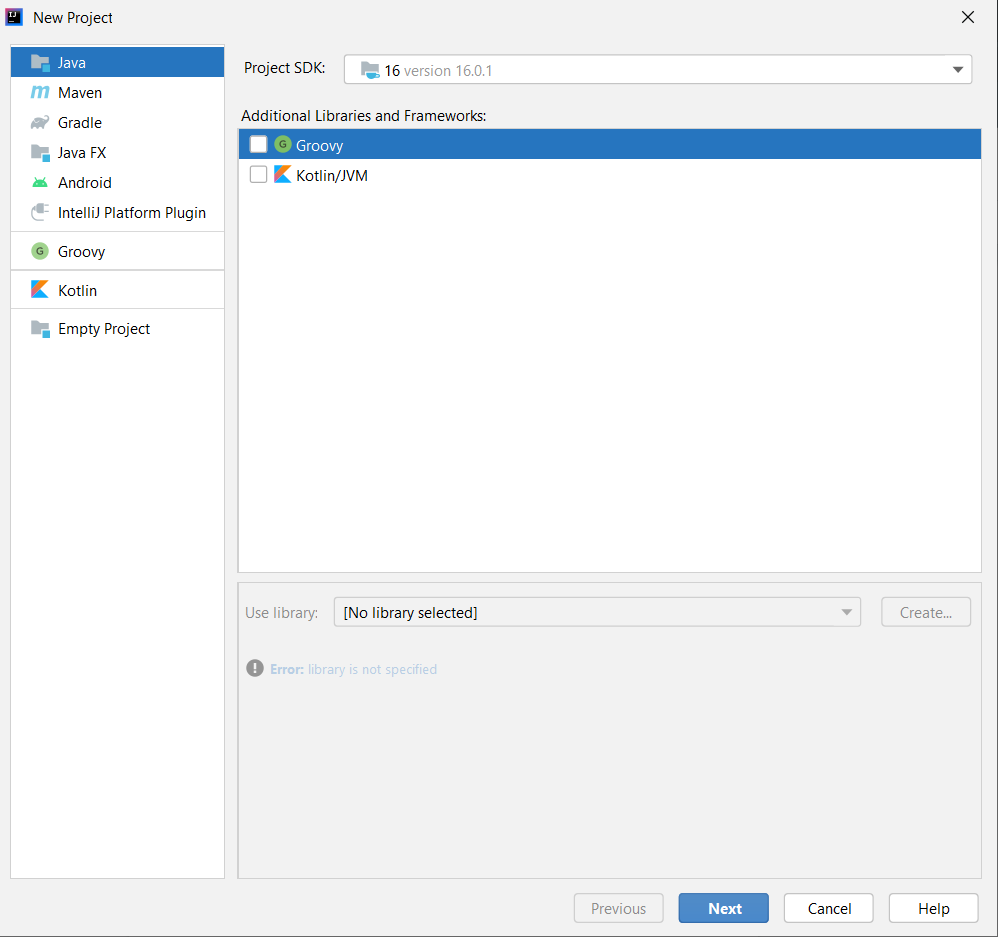 New Project
Java
Maven
Gradle
Java FX
Android
IntelliJ Platform Plugin
Groovy
Kotlin
Empty Project
Project SDK: 16 version 16.0.1
Additional Libraries and Frameworks:
G Groovy
Kotlin/JVM
Use library: [No library selected] Create...
Error: library is not specified
Previous Next Cancel Help